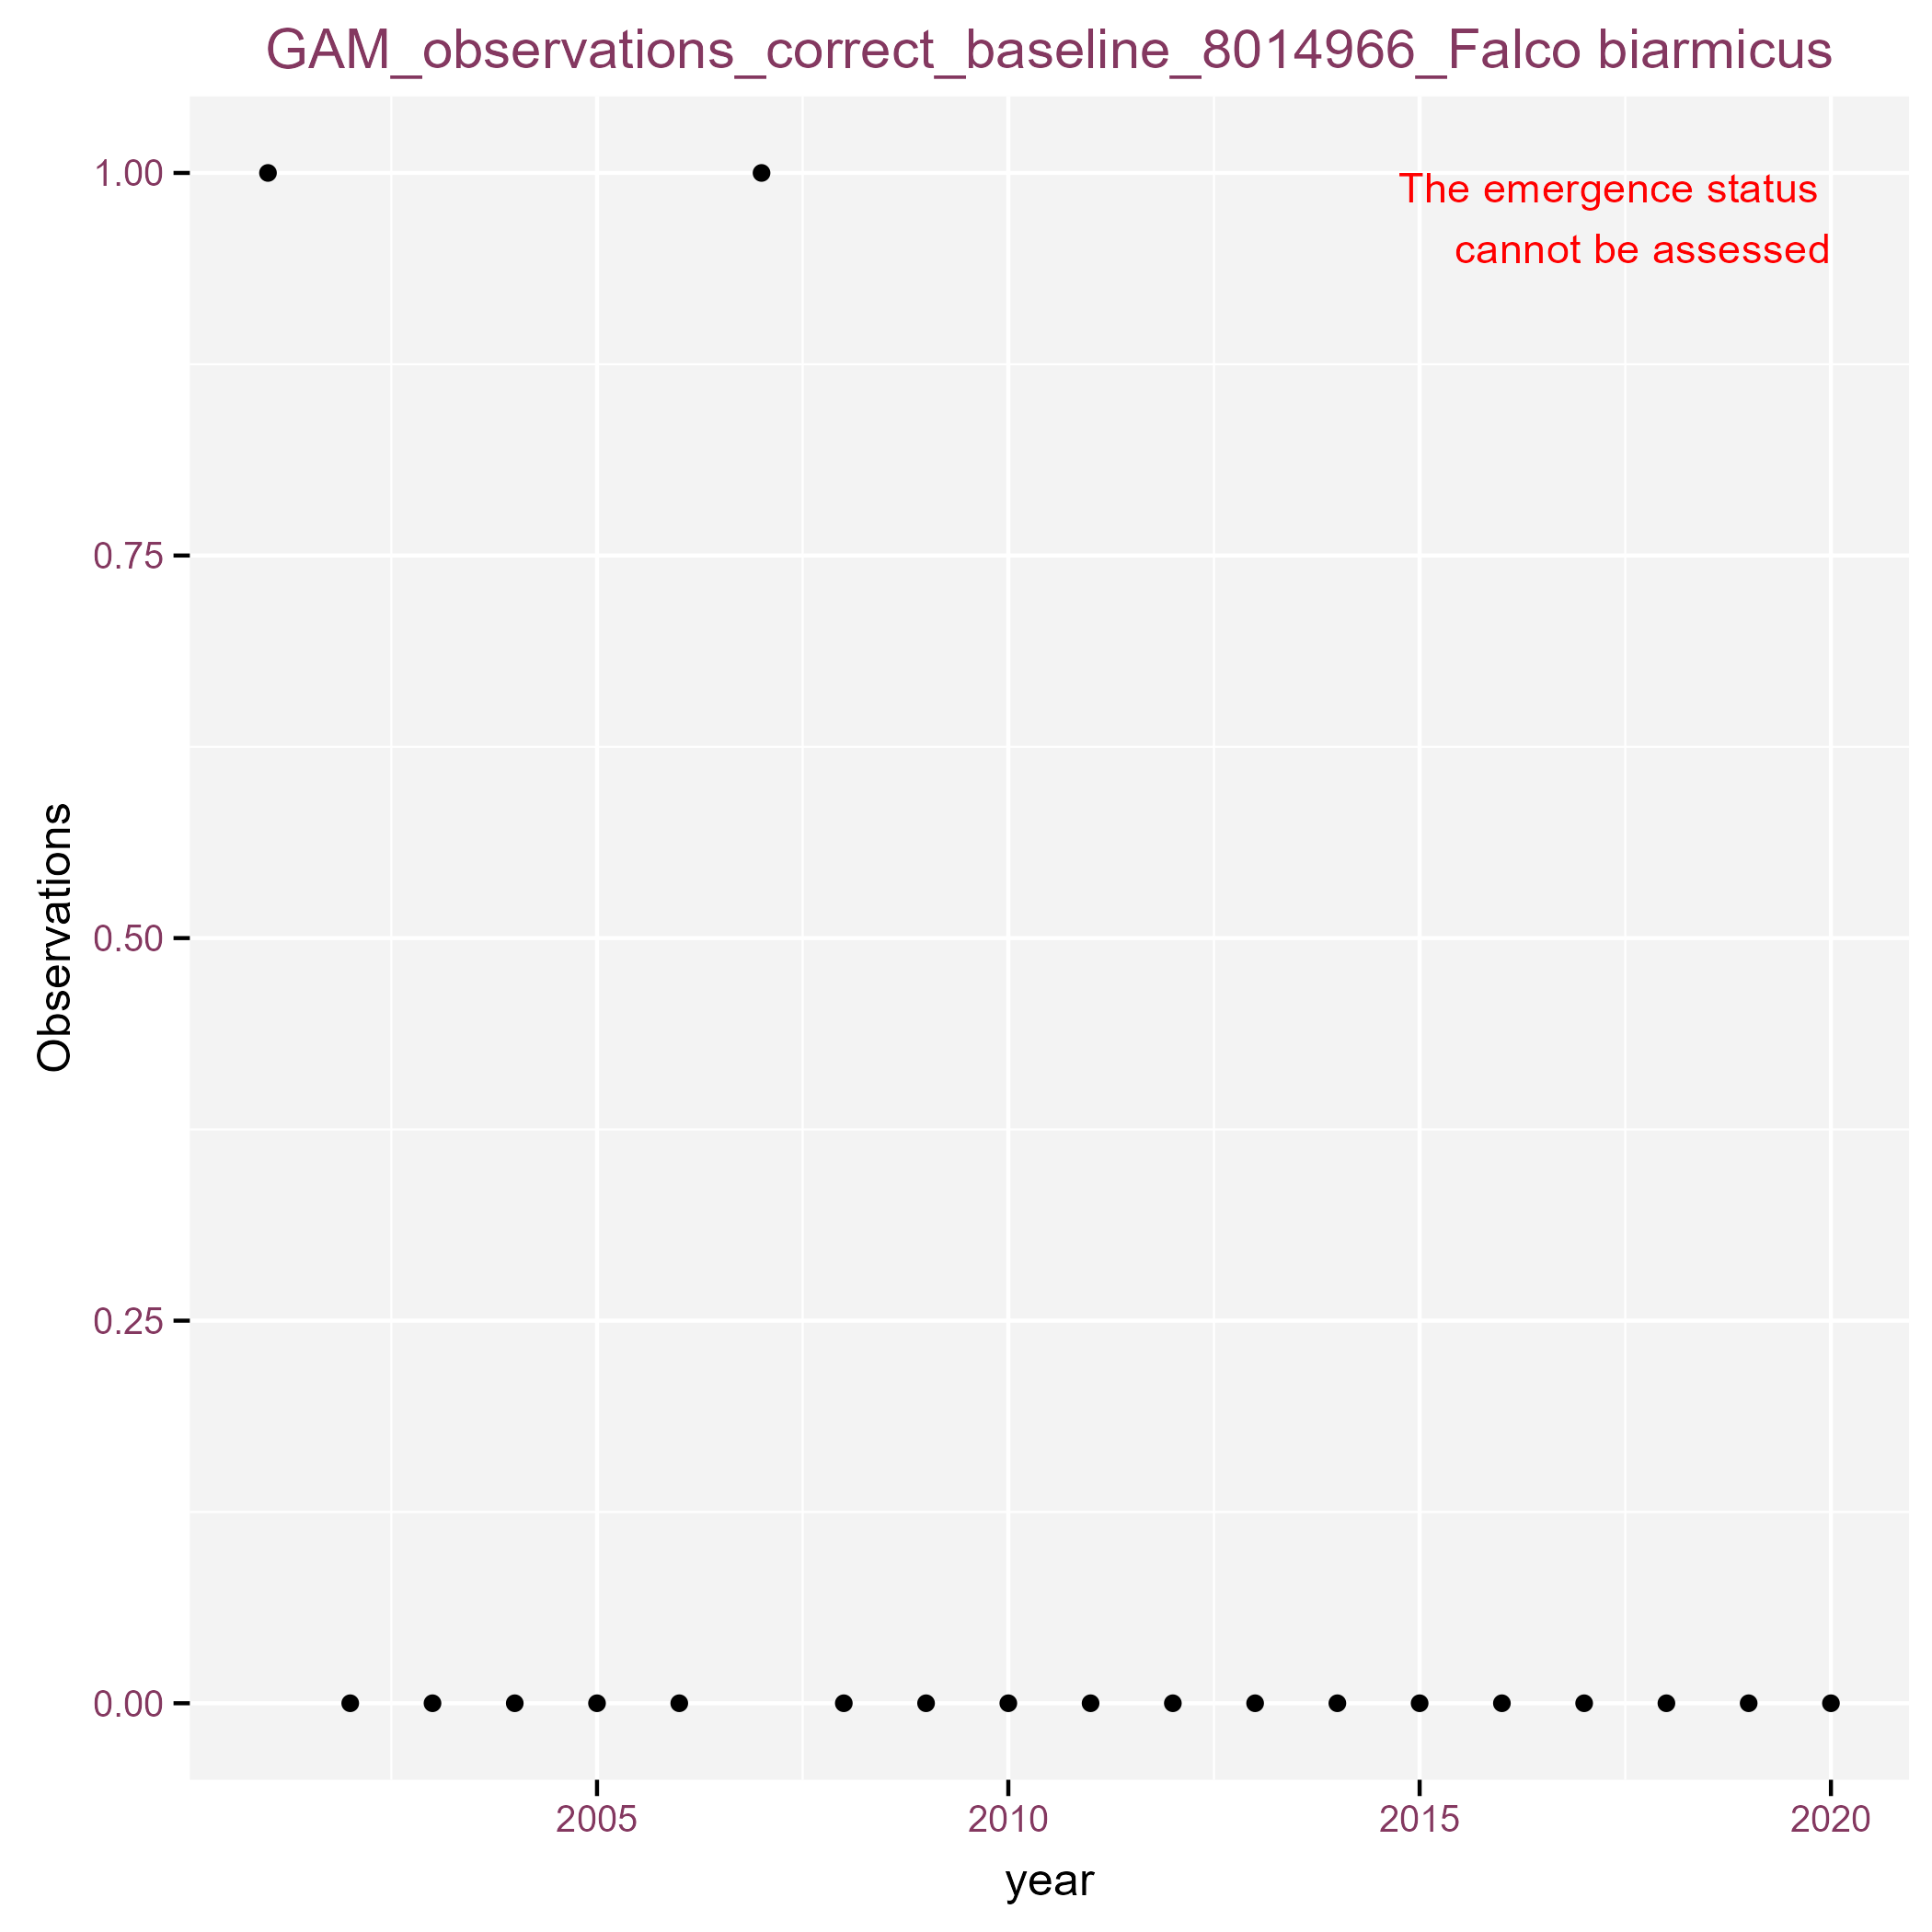 GAM_observations_correct_baseline_8014966_Falco biarmicus
The emergence status
cannot be assessed
1.00
0.75
0.50
0.25
0.00
Observations
2005 2010 2015 2020
year